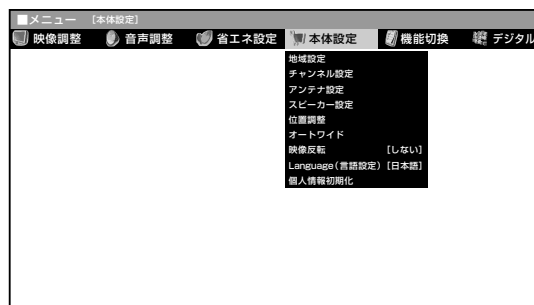 ■メニュー [本体設定]
映像調整 音声調整 省エネ設定 本体設定 機能切換 デジタル
地域設定
チャンネル設定
アンテナ設定
スピーカー設定
位置調整
オートワイド
映像反転 [しない]
Language(言語設定) [日本語]
個人情報初期化